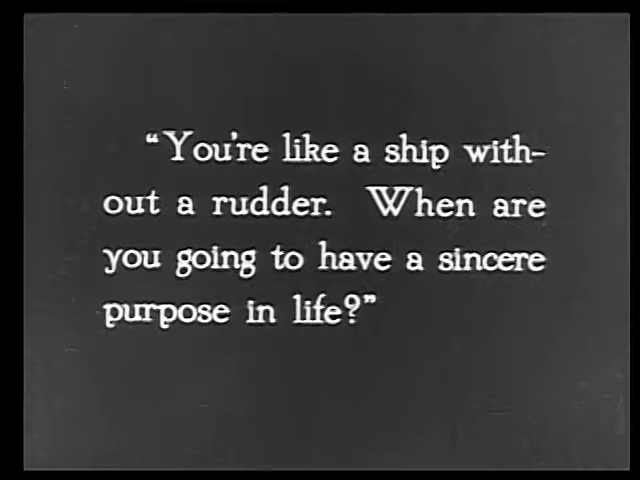 “You're like a ship with-
out a rudder. When are
you going to have a sincere
purpose in life?”